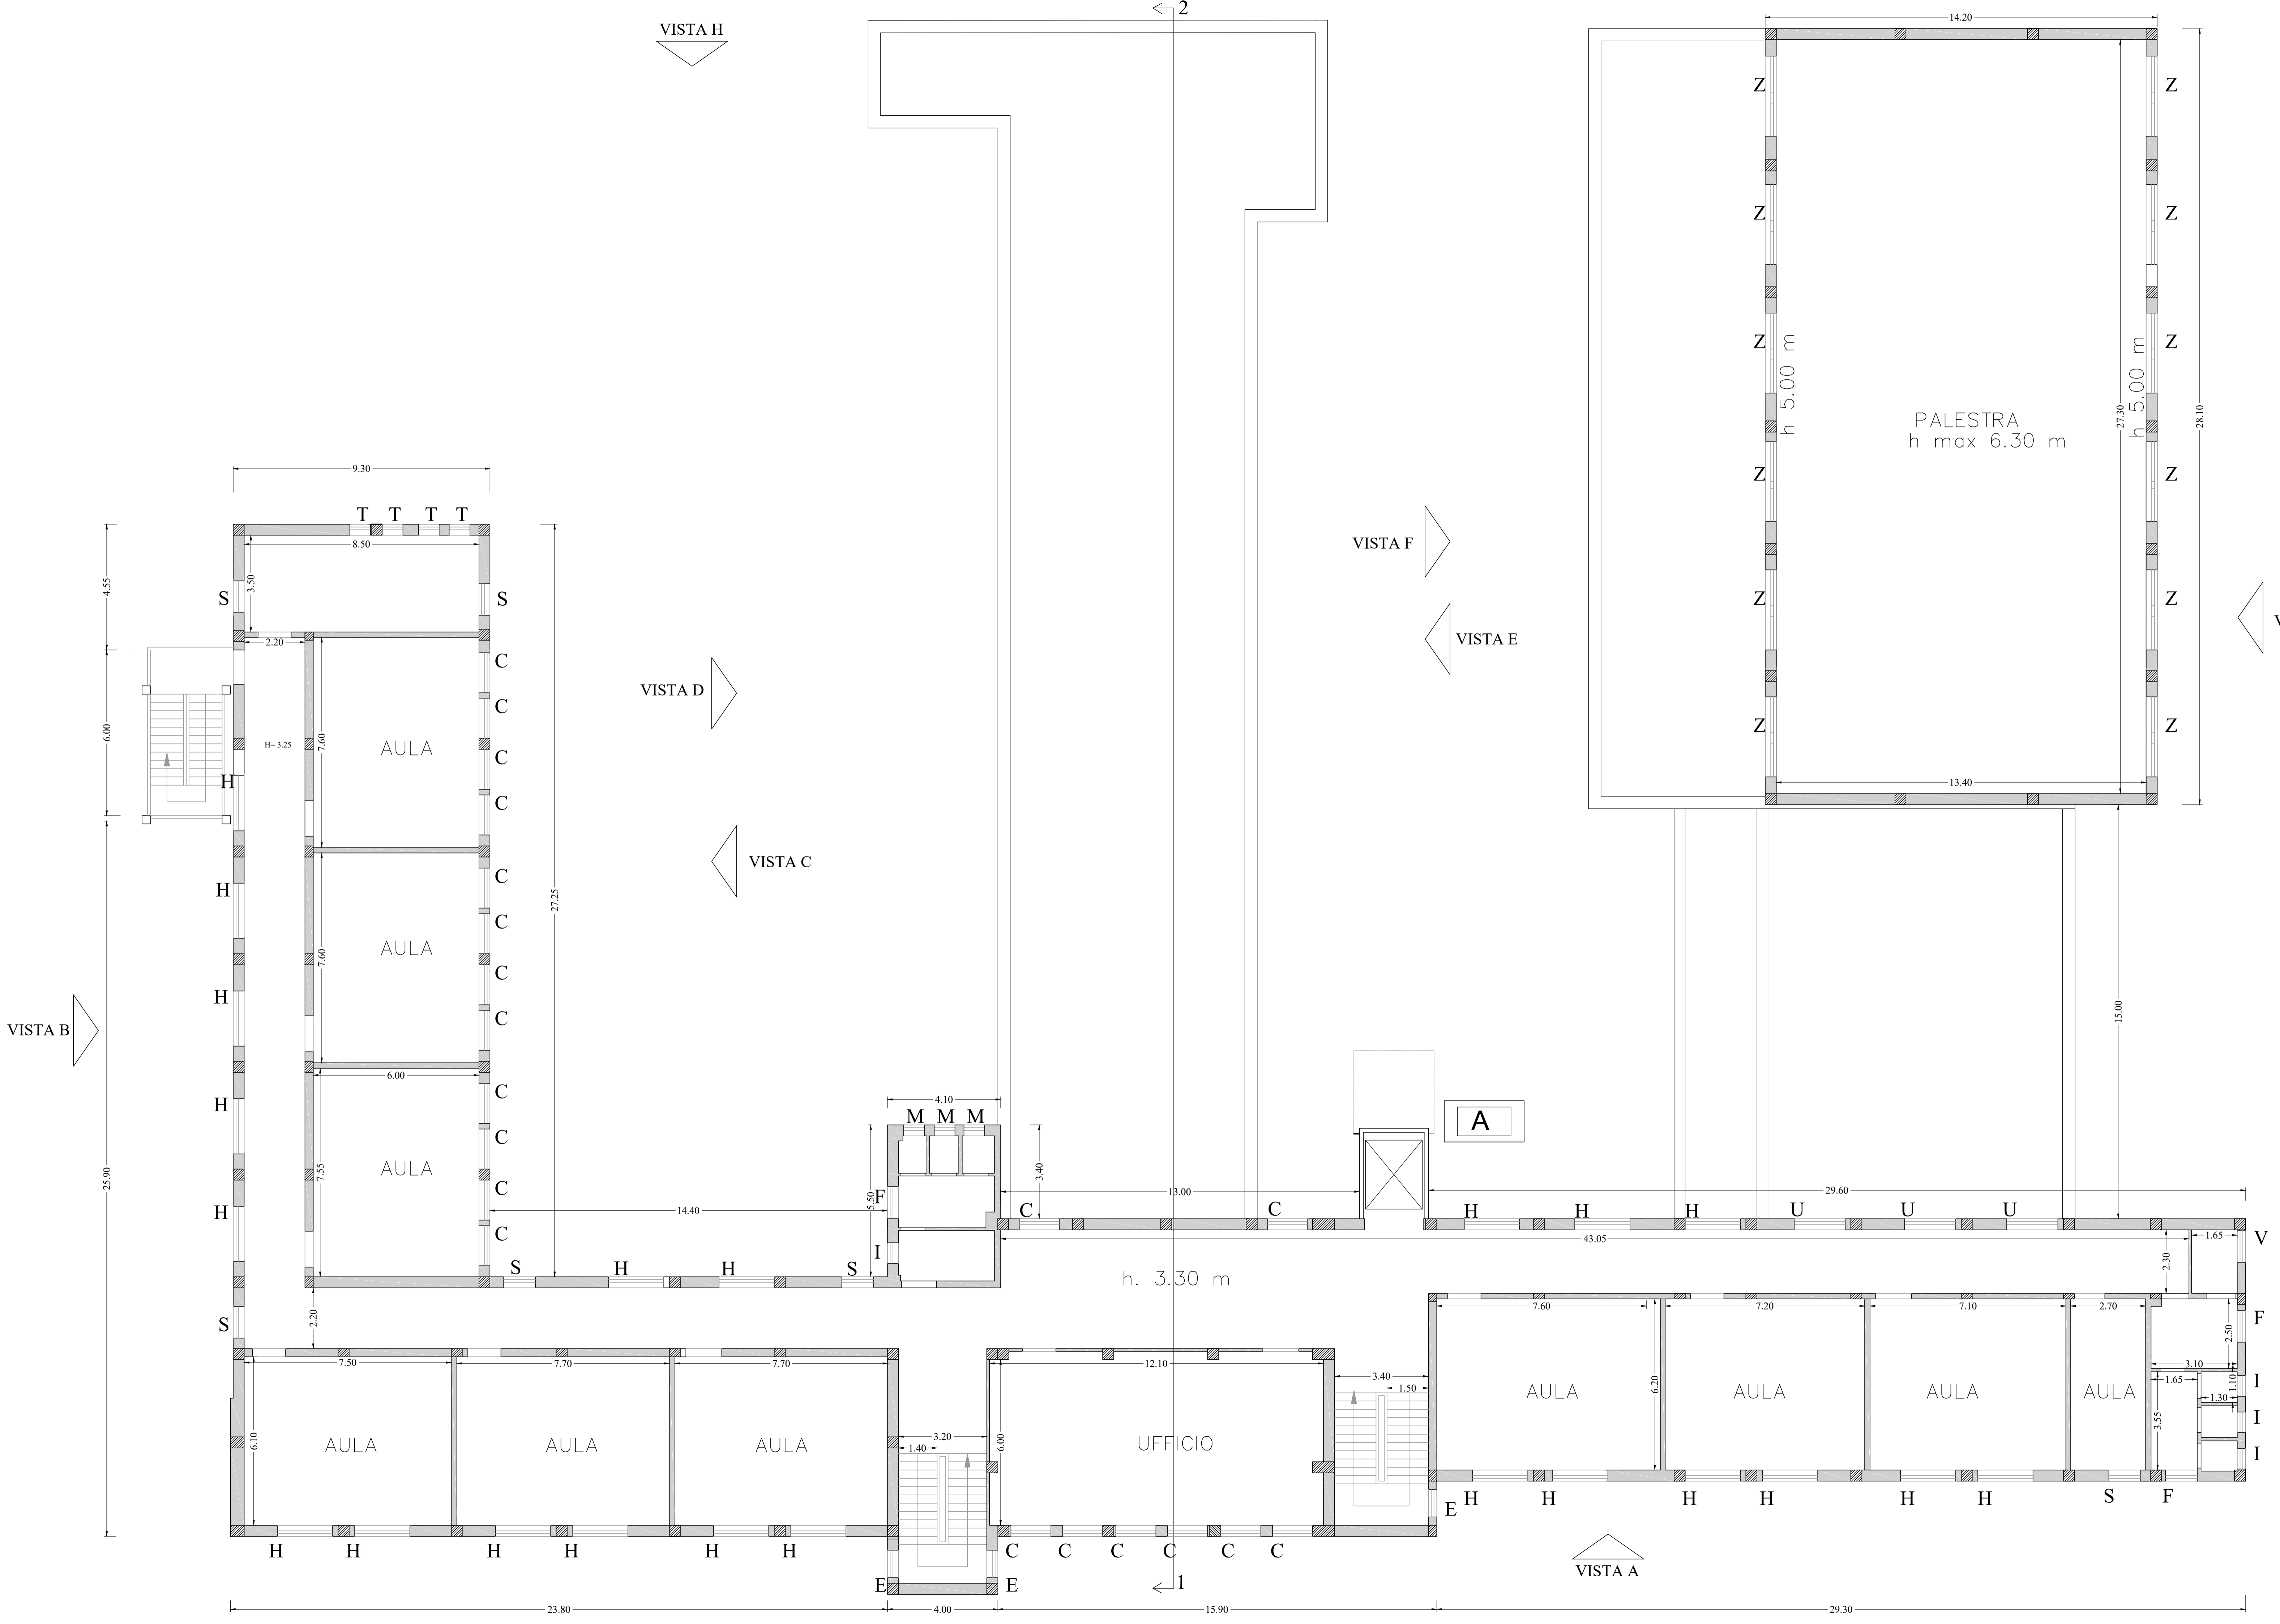 2
VISTA H
14.20
Z Z
Z Z
Z Z
h 5.00 m
h 5.00 m
PALESTRA
h max 6.30 m
27.30
28.10
Z Z
Z Z
Z Z
13.40
9.30
T T T T
8.50
3.50
4.55
S S
2.20
VISTA F
VISTA E
V
VISTA D
VISTA C
C
C
C
C
6.00
H= 3.25
7.60
AULA
H
27.25
H
C
C
C
C
7.60
AULA
H
VISTA B
15.00
6.00
H
C
C
C
C
7.55
AULA
H
25.90
4.10
M M M
3.40
5.50
F
I
A
14.40
13.00
29.60
C C H H H U U U
43.05
1.65
V
2.30
S H H S
h. 3.30 m
S
2.20
7.50
7.70
7.70
12.10
3.40
1.50
7.60
7.20
7.10
2.70
F
2.50
3.10
1.65
1.10
1.30
I
I
I
3.55
6.20
AULA AULA AULA AULA
6.10
AULA AULA AULA
3.20
1.40
6.00
UFFICIO
E H H H H H H S F
H H H H H H C C C C C C
E E
VISTA A
1
23.80
4.00
15.90
29.30